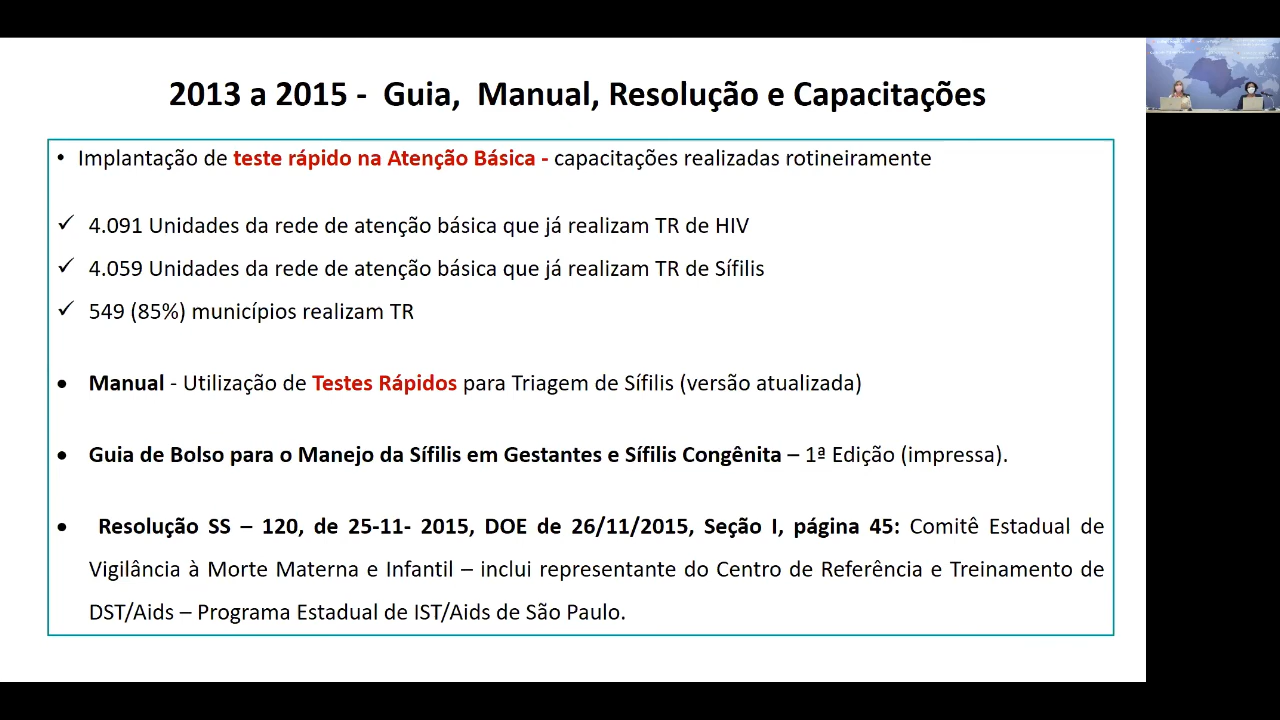 2013 a 2015 - Guia, Manual, Resolução e Capacitações
• Implantação de teste rápido na Atenção Básica - capacitações realizadas rotineiramente
✓ 4.091 Unidades da rede de atenção básica que já realizam TR de HIV
✓ 4.059 Unidades da rede de atenção básica que já realizam TR de Sífilis
✓ 549 (85%) municípios realizam TR
• Manual - Utilização de Testes Rápidos para Triagem de Sífilis (versão atualizada)
• Guia de Bolso para o Manejo da Sífilis em Gestantes e Sífilis Congênita – 1ª Edição (impressa).
• Resolução SS – 120, de 25-11- 2015, DOE de 26/11/2015, Seção I, página 45: Comitê Estadual de
Vigilância à Morte Materna e Infantil – inclui representante do Centro de Referência e Treinamento de
DST/Aids – Programa Estadual de IST/Aids de São Paulo.